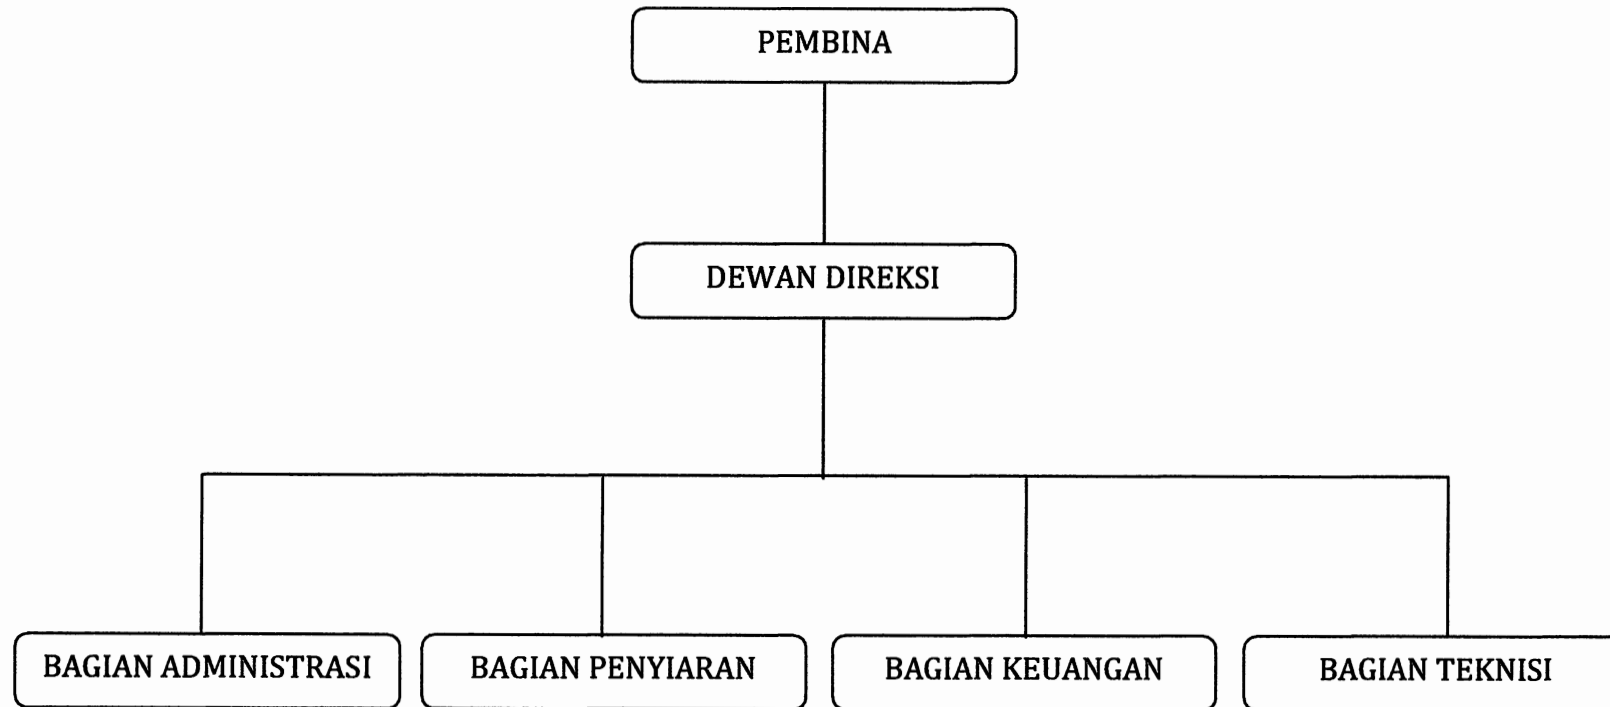 PEMBINA
DEWAN DIREKSI
BAGIAN ADMINISTRASI
BAGIAN PENYIARAN
BAGIAN KEUANGAN
BAGIAN TEKNISI